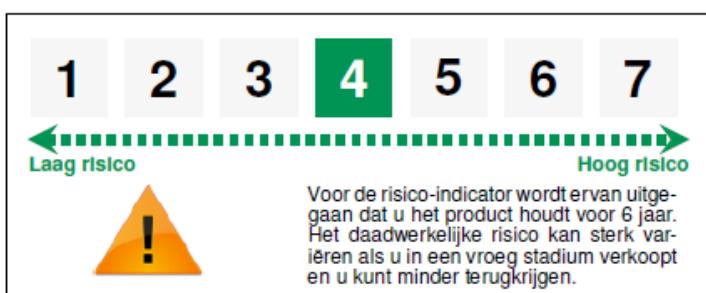 1 2 3 4 5 6 7
Laag risico Hoog risico
!
Voor de risico-indicator wordt ervan uitge-
gaan dat u het product houdt voor 6 jaar.
Het daadwerkelijke risico kan sterk var-
iëren als u in een vroeg stadium verkoopt
en u kunt minder terugkrijgen.